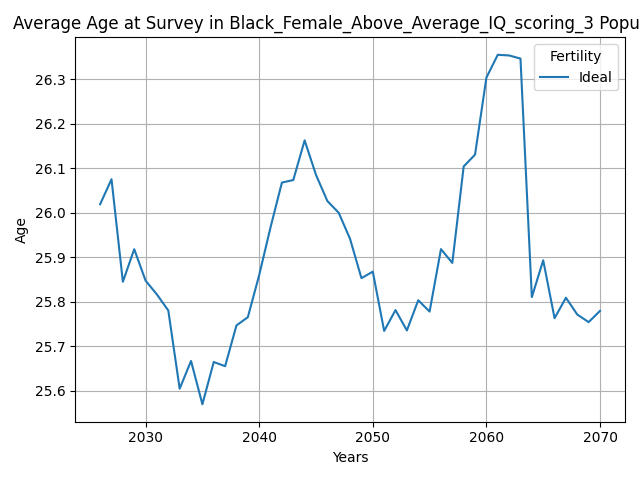 Average Age at Survey in Black_Female_Above_Average_IQ_scoring_3 Popu
Fertility
Ideal
26.3
26.2
26.1
26.0
25.9
25.8
25.7
25.6
Age
2030 2040 2050 2060 2070
Years